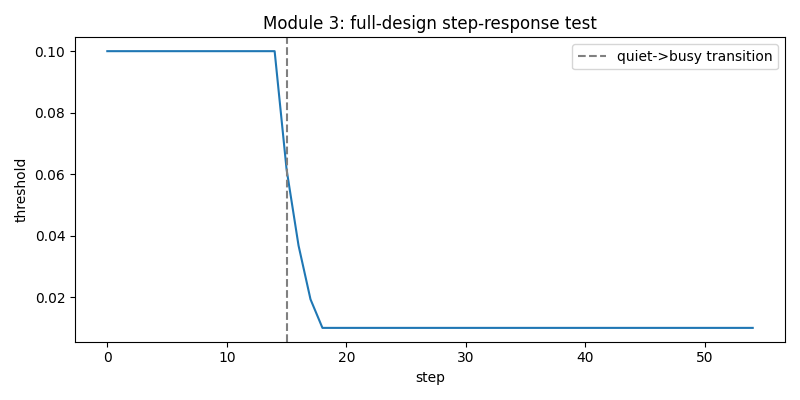 Module 3: full-design step-response test
quiet->busy transition
threshold
0.10
0.08
0.06
0.04
0.02
0
10
20
30
40
50
step